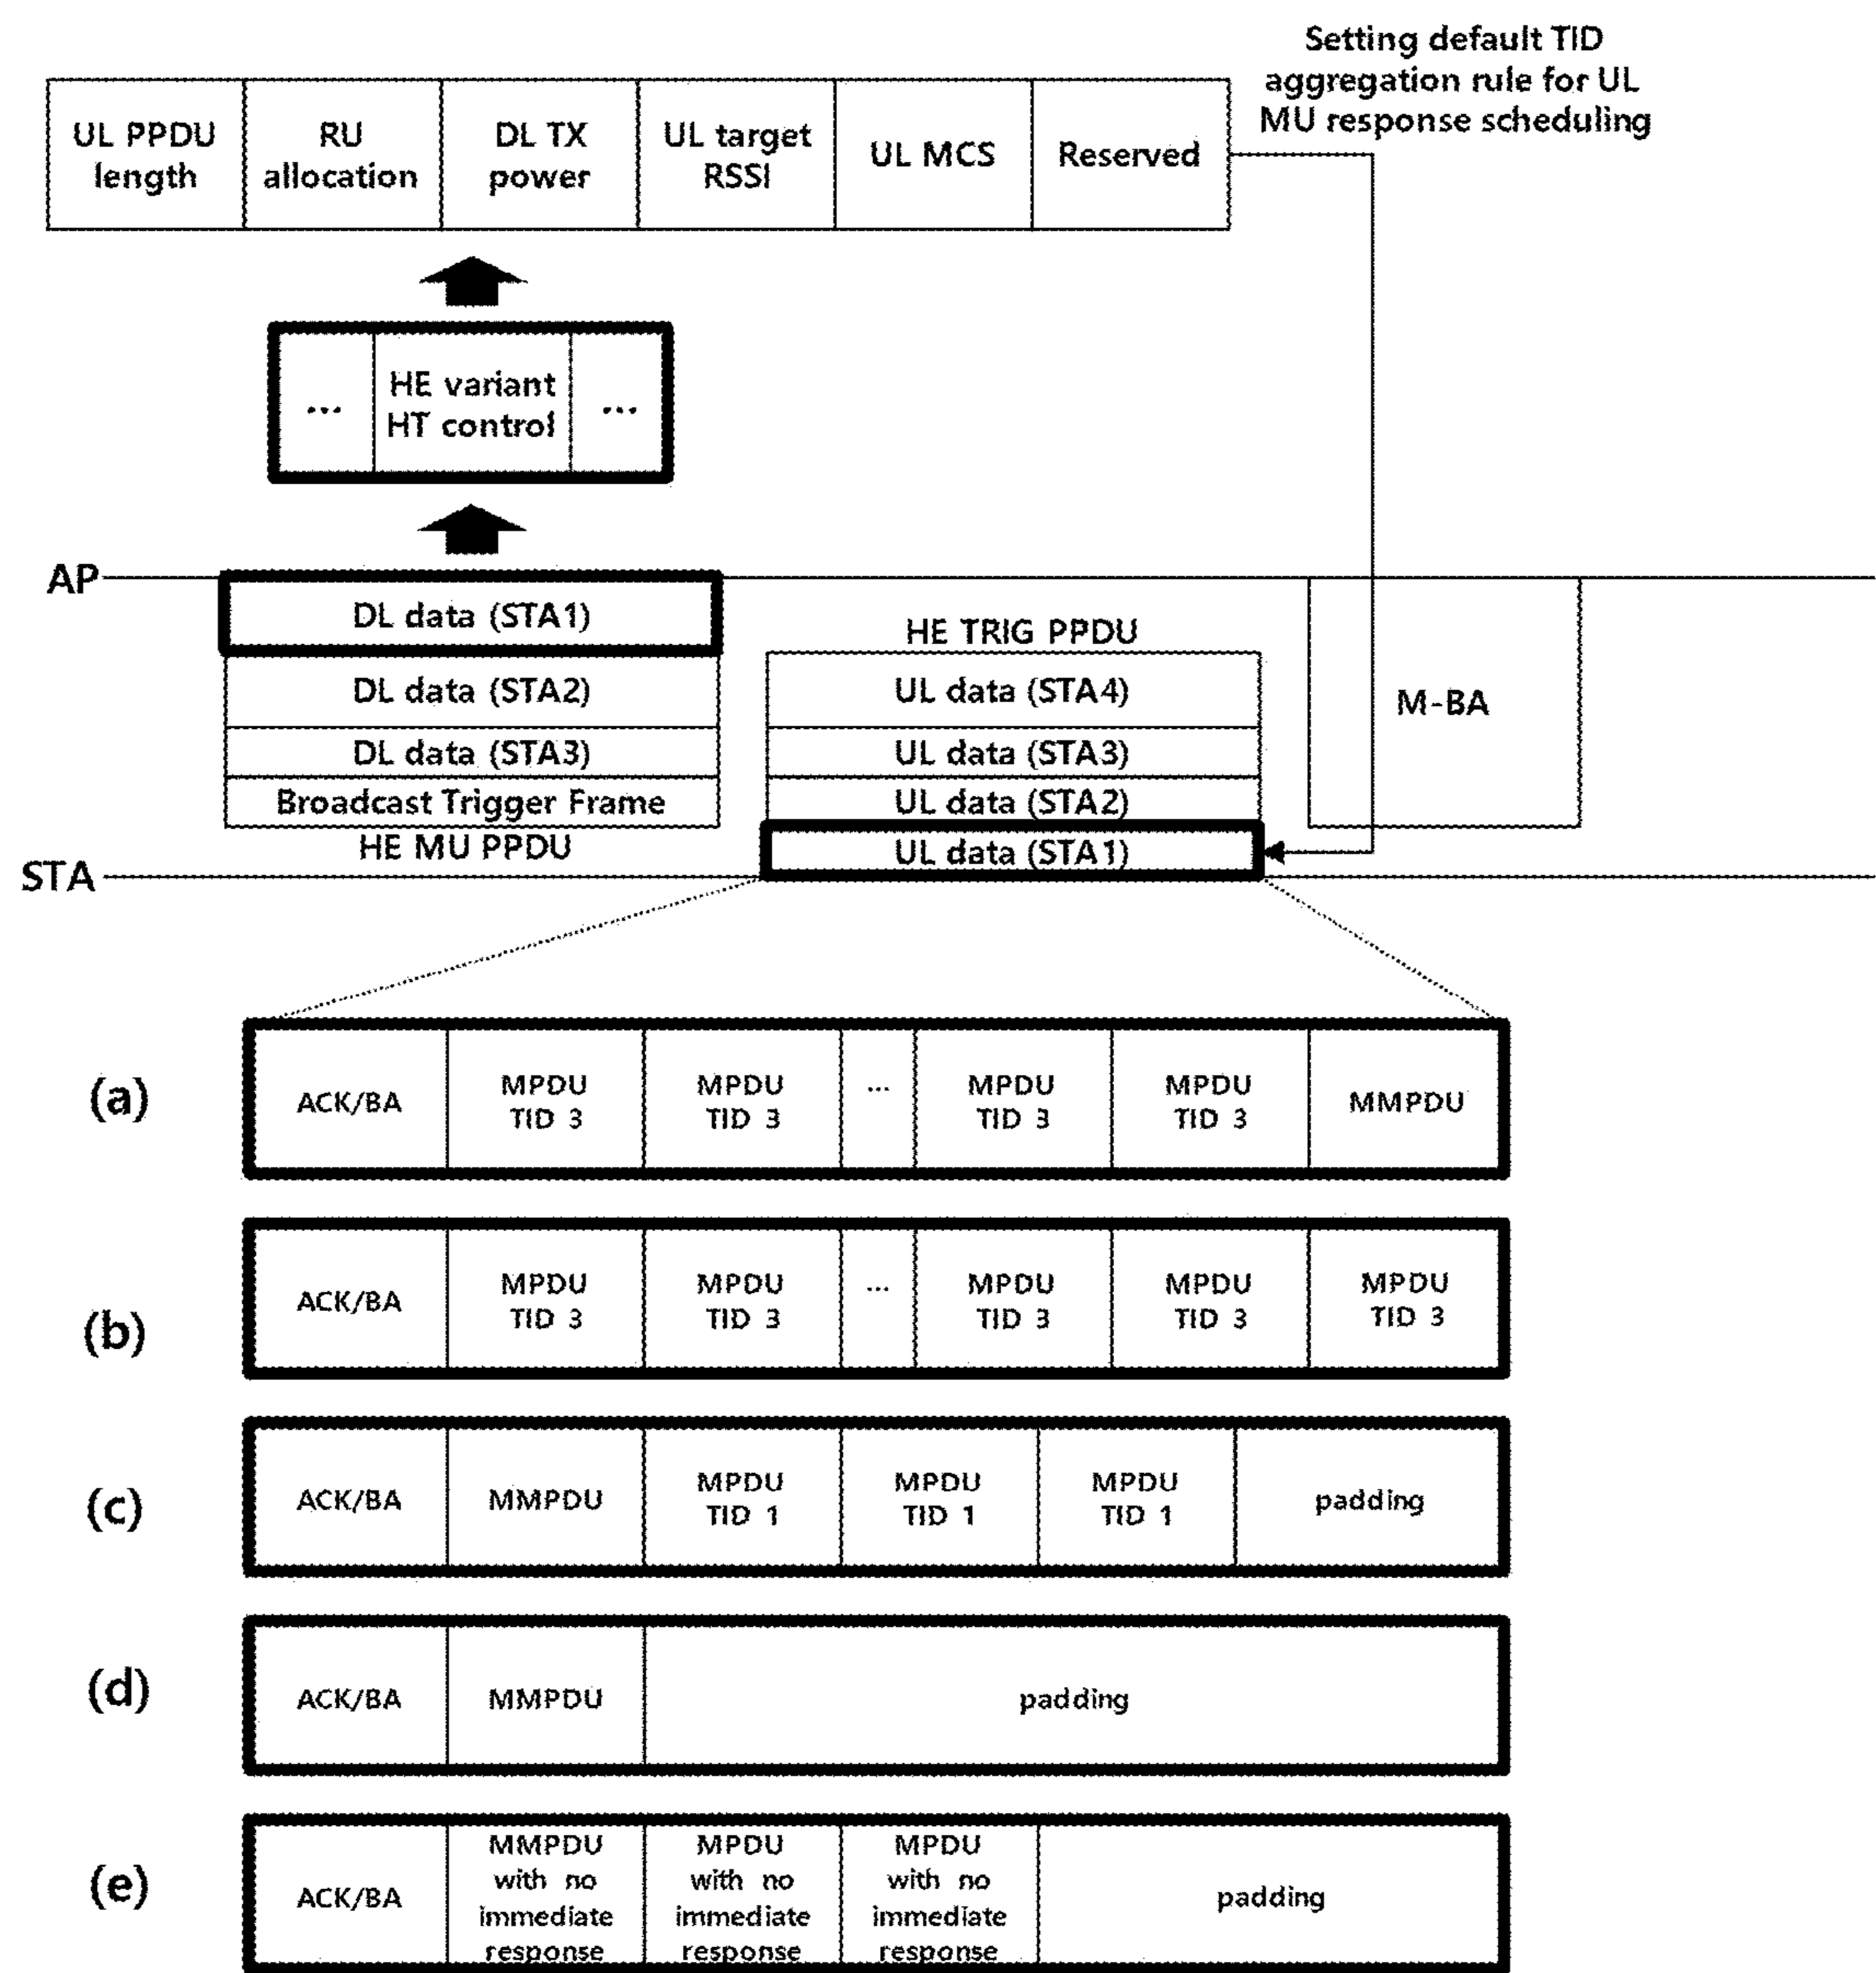 Setting default TID
aggregation rule for UL
MU response scheduling
UL PPDU
length
RU
allocation
DL TX
power
UL target
RSSI
UL MCS
Reserved
...
HE variant
HT control
...
AP
DL data (STA1)
DL data (STA2)
DL data (STA3)
Broadcast Trigger Frame
HE MU PPDU
HE TRIG PPDU
UL data (STA4)
UL data (STA3)
UL data (STA2)
UL data (STA1)
M-BA
STA
(a)
ACK/BA
MPDU
TID 3
MPDU
TID 3
...
MPDU
TID 3
MPDU
TID 3
MMPDU
(b)
ACK/BA
MPDU
TID 3
MPDU
TID 3
...
MPDU
TID 3
MPDU
TID 3
MPDU
TID 3
(c)
ACK/BA
MMPDU
MPDU
TID 1
MPDU
TID 1
MPDU
TID 1
padding
(d)
ACK/BA
MMPDU
padding
(e)
ACK/BA
MMPDU
with no
immediate
response
MPDU
with no
immediate
response
MPDU
with no
immediate
response
padding